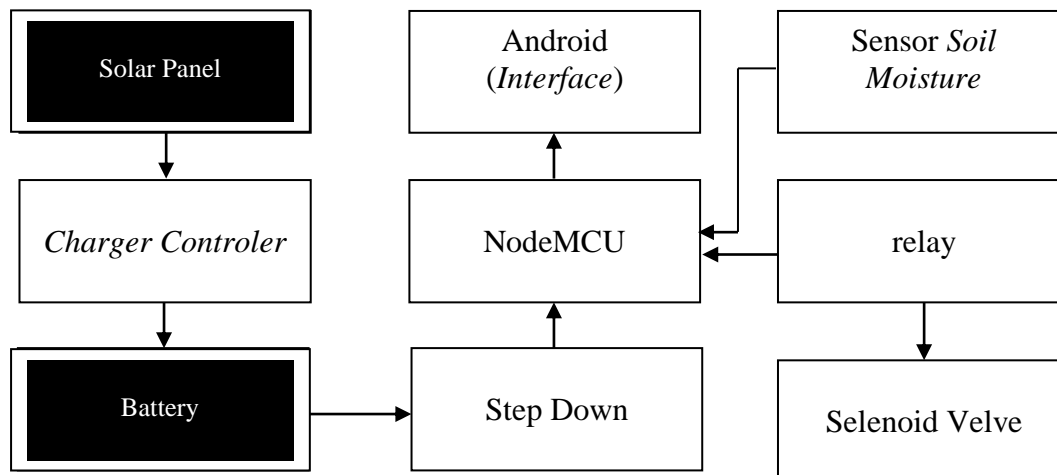 Solar Panel
Android
(Interface)
Sensor Soil
Moisture
Charger Controler
NodeMCU
relay
Battery
Step Down
Selenoid Velve